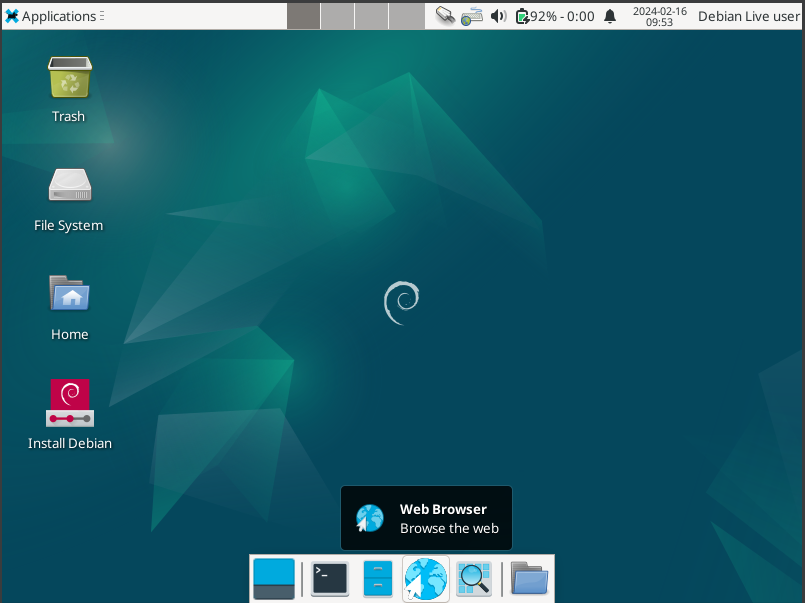 Applications
92% - 0:00
2024-02-16
09:53
Debian Live user
Trash
File System
Home
Install Debian
Web Browser
Browse the web
>_